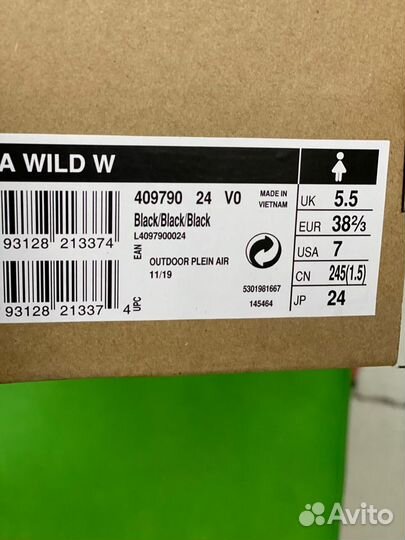 A WILD W
409790 24 V0
MADE IN
VIETNAM
Black/Black/Black
L4097900024
EAN
93128 213374
OUTDOOR PLEIN AIR
11/19
UPC
93128 21337 4
5301981667
145464
UK 5.5
EUR 38⅔
USA 7
CN 245(1.5)
JP 24
Avito